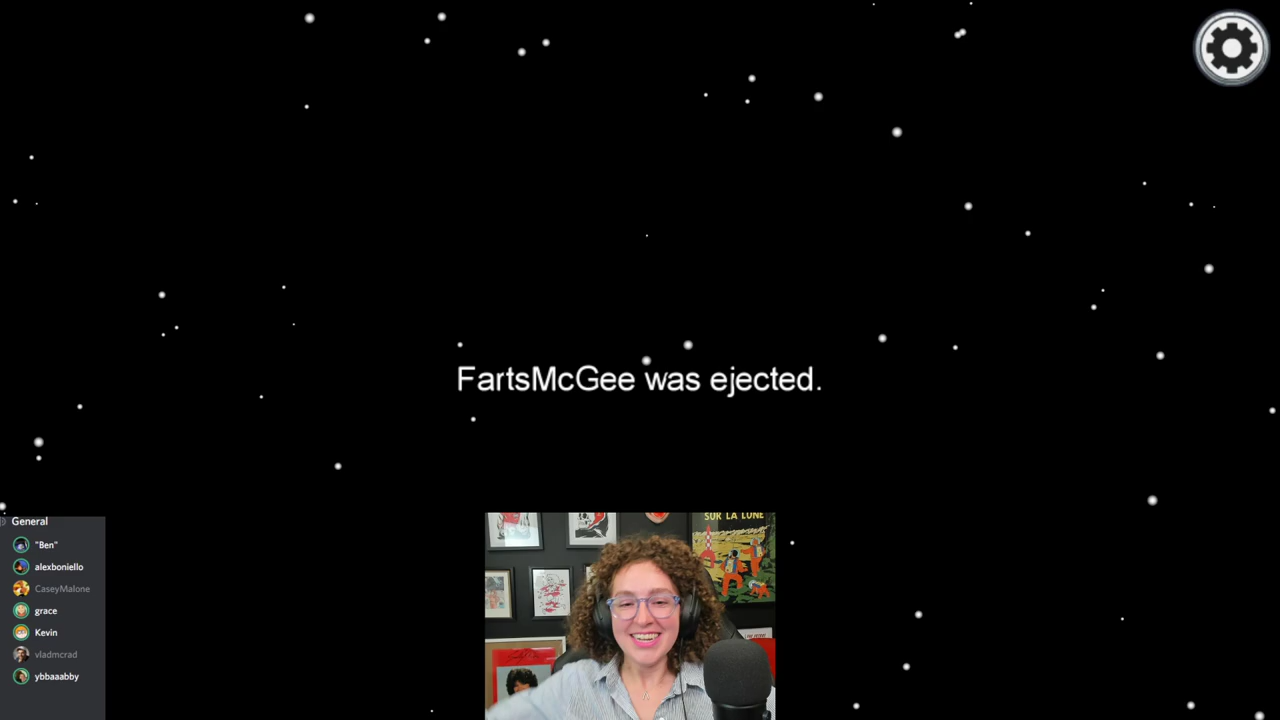 FartsMcGee was ejected.
General
"Ben"
alexboniello
CaseyMalone
grace
Kevin
vladmcrad
ybbaaabby
SUR LA LUNE